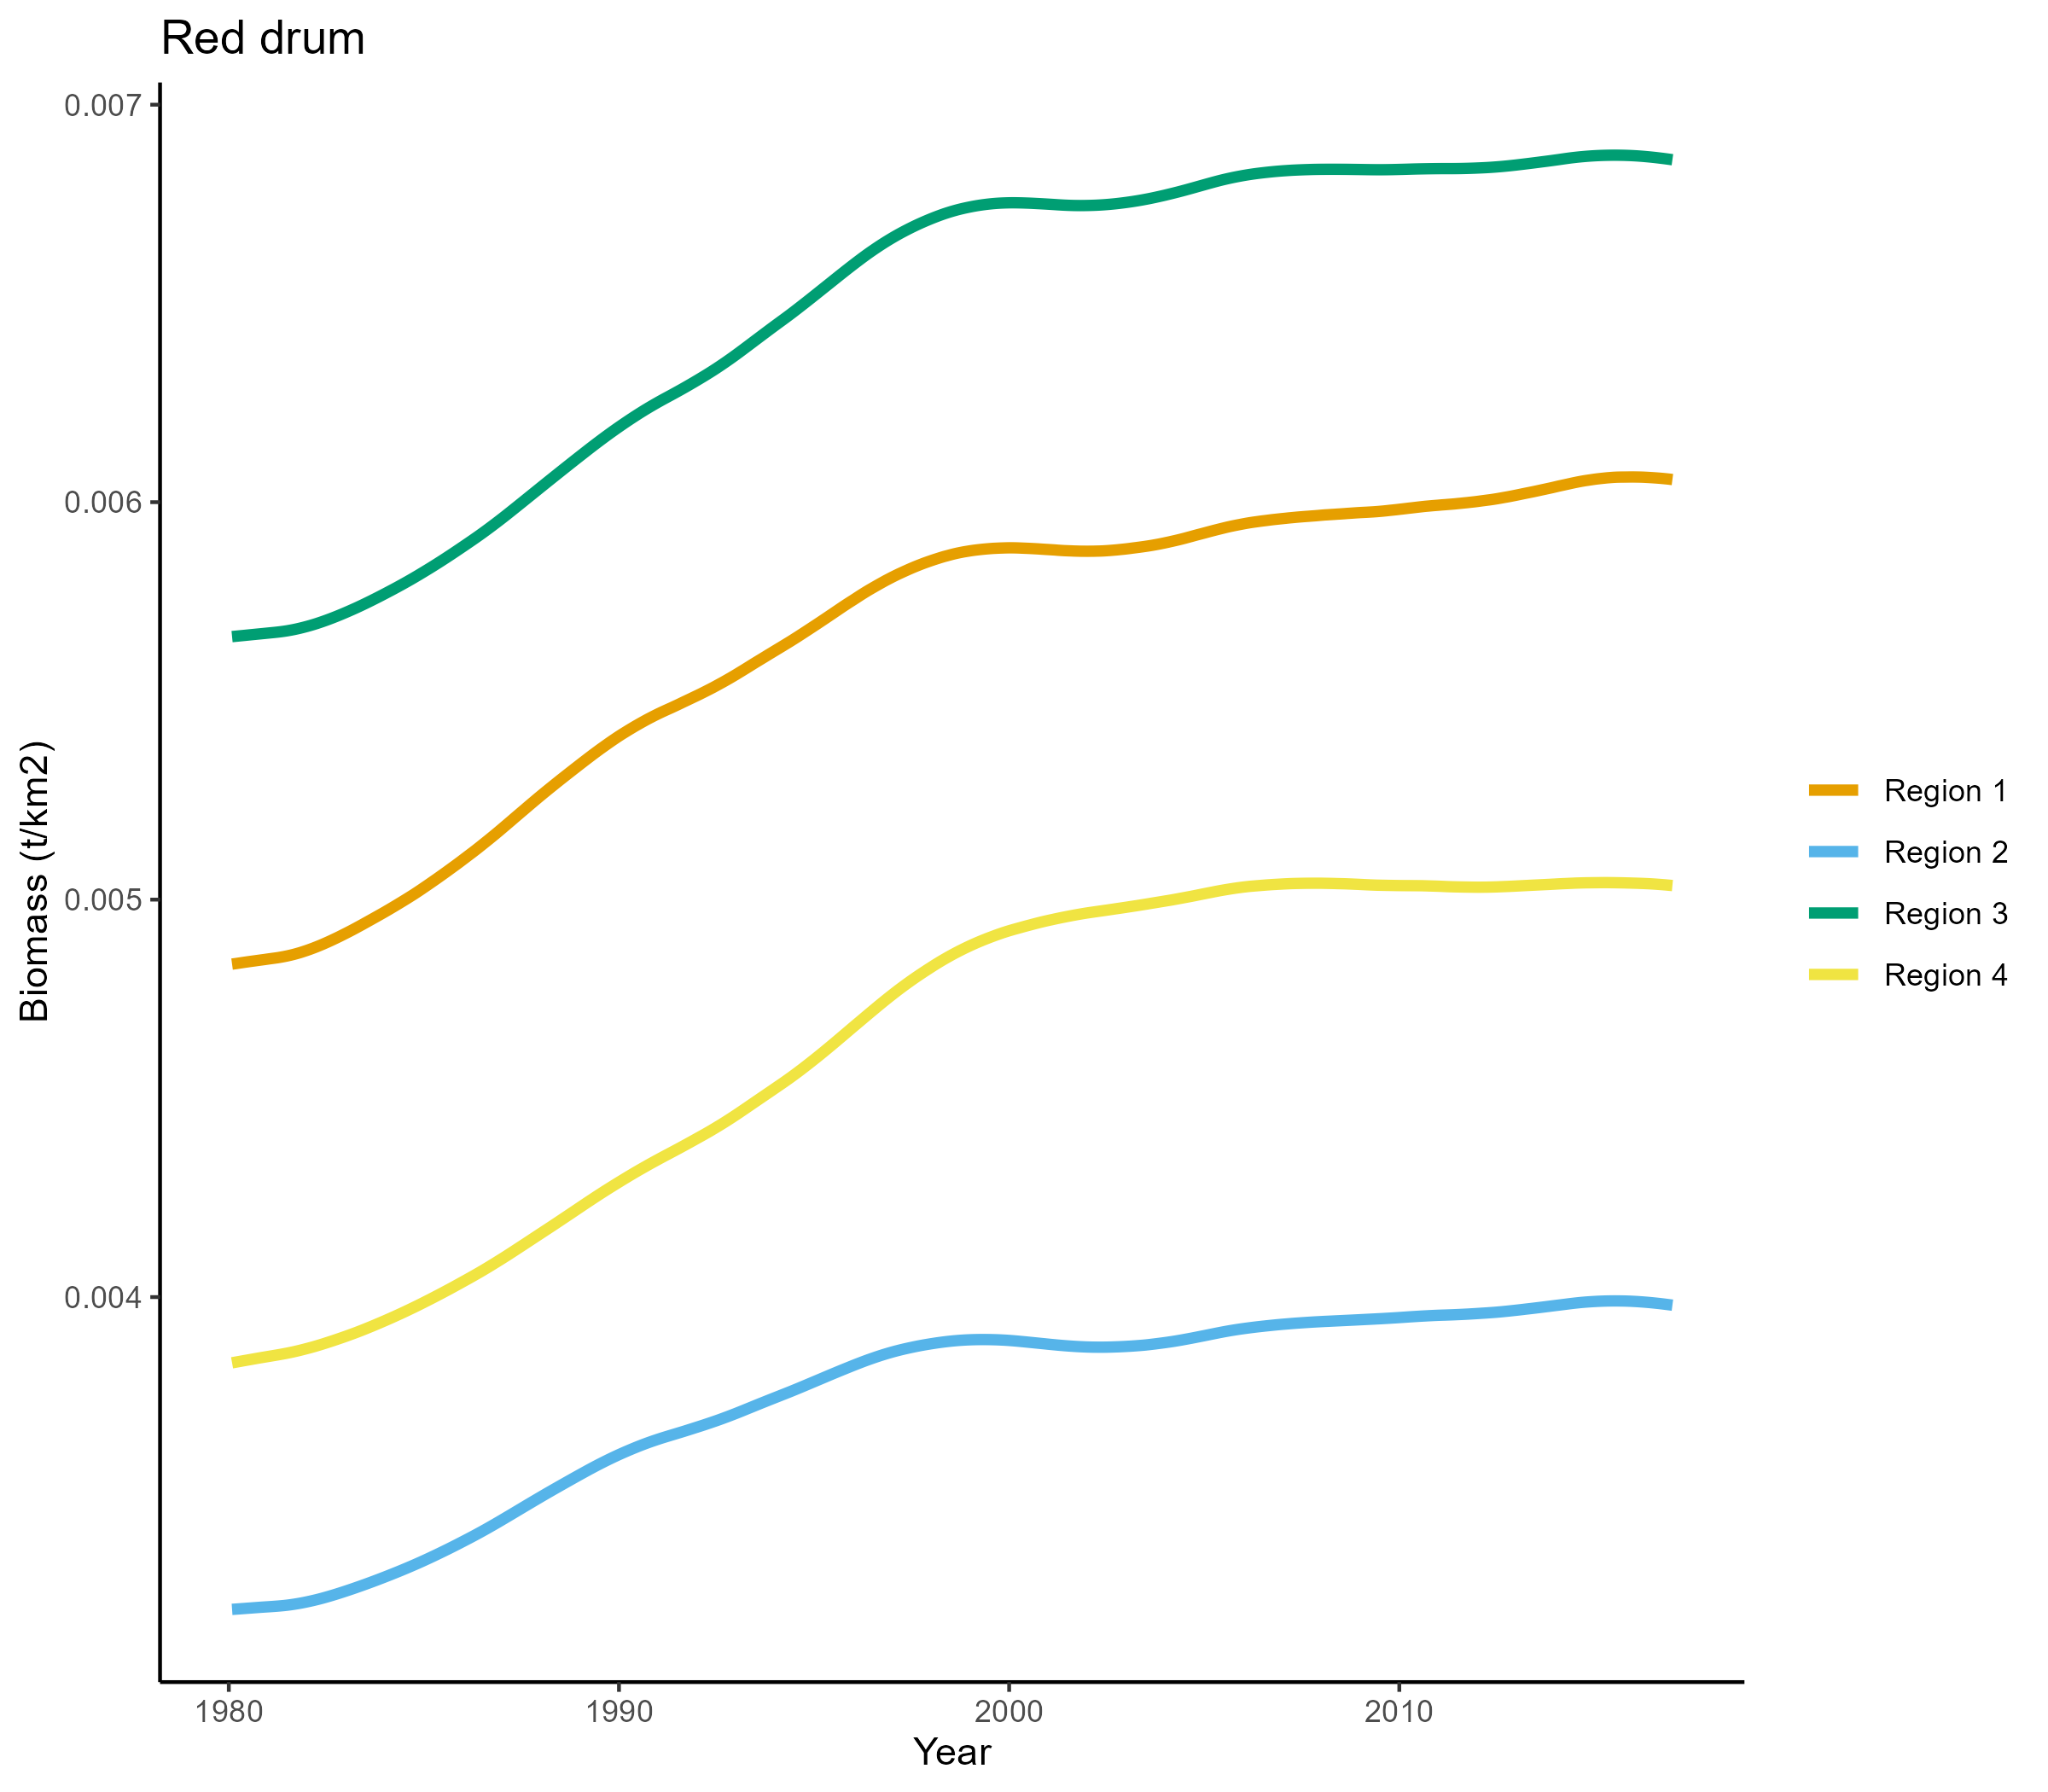 Red drum
0.007
0.006
0.005
0.004
Biomass (t/km2)
1980 1990 2000 2010
Year
Region 1
Region 2
Region 3
Region 4